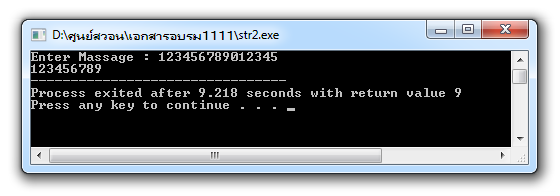 D:\ศูนย์สวอน\เอกสารอบรม1111\str2.exe
Enter Massage : 123456789012345
123456789
--------------------------------
Process exited after 9.218 seconds with return value 9
Press any key to continue . . .